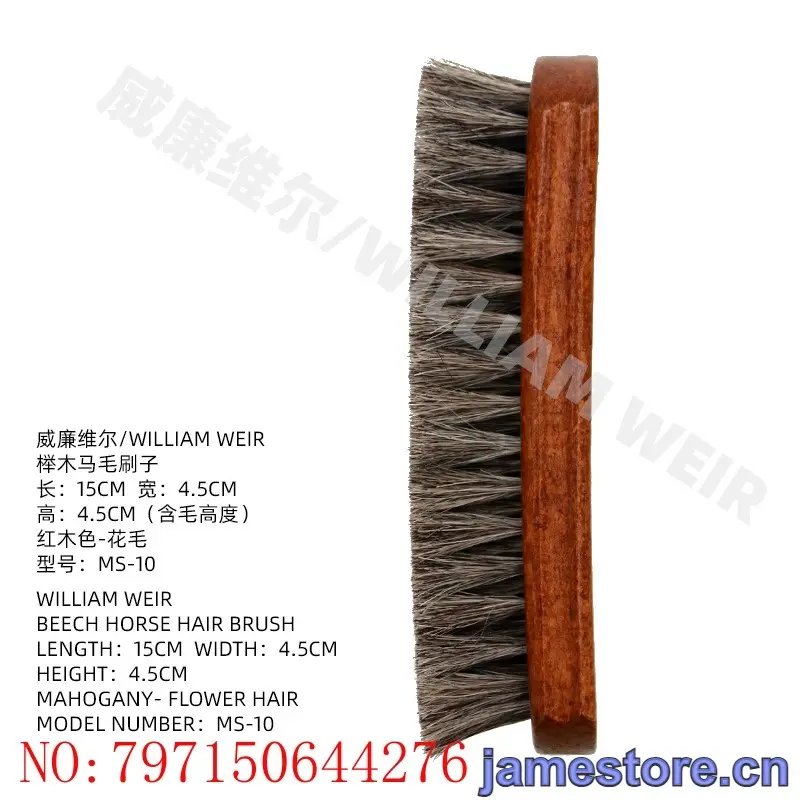 威廉维尔/WILLIAM WEIR
威廉维尔/WILLIAM WEIR
榉木马毛刷子
长：15CM 宽：4.5CM
高：4.5CM（含毛高度）
红木色-花毛
型号：MS-10
WILLIAM WEIR
BEECH HORSE HAIR BRUSH
LENGTH：15CM WIDTH：4.5CM
HEIGHT：4.5CM
MAHOGANY- FLOWER HAIR
MODEL NUMBER：MS-10
NO: 797150644276
jamestore.cn